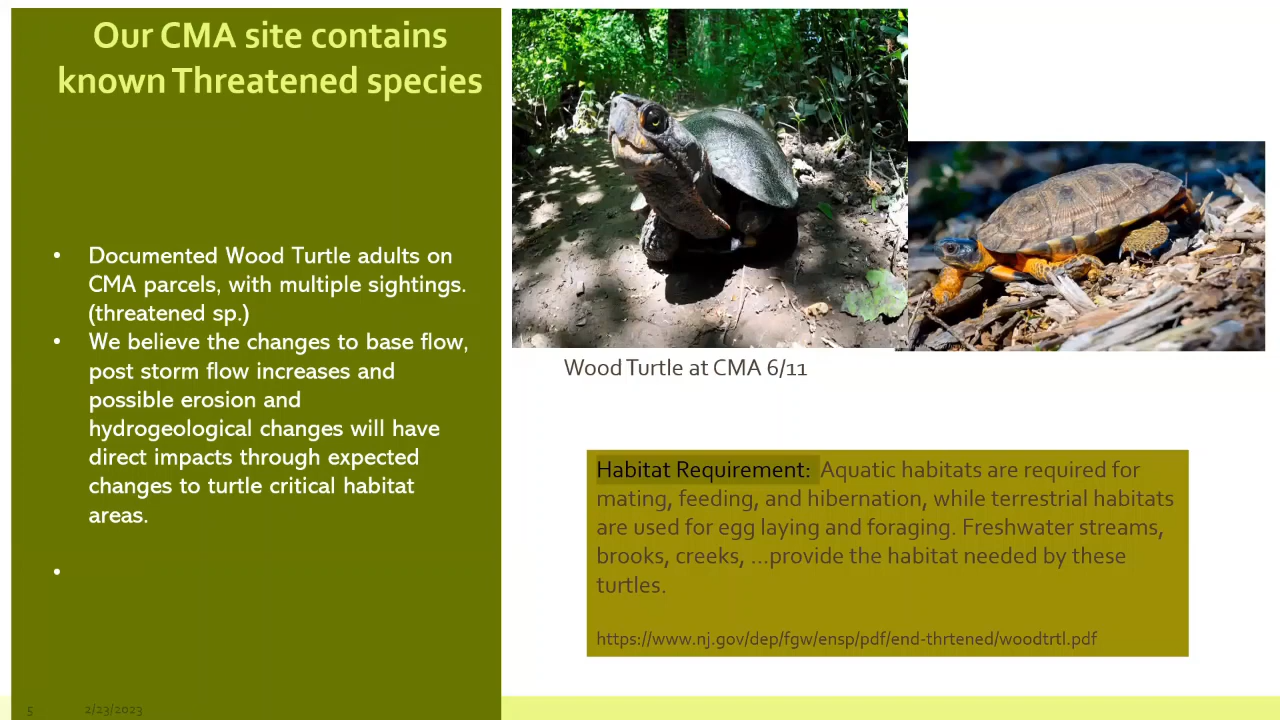 Our CMA site contains
known Threatened species
• Documented Wood Turtle adults on
CMA parcels, with multiple sightings.
(threatened sp.)
• We believe the changes to base flow,
post storm flow increases and
possible erosion and
hydrogeological changes will have
direct impacts through expected
changes to turtle critical habitat
areas.
•
Wood Turtle at CMA 6/11
Habitat Requirement: Aquatic habitats are required for
mating, feeding, and hibernation, while terrestrial habitats
are used for egg laying and foraging. Freshwater streams,
brooks, creeks, ...provide the habitat needed by these
turtles.
https://www.nj.gov/dep/fgw/ensp/pdf/end-thrtened/woodtrtl.pdf
5 2/23/2023